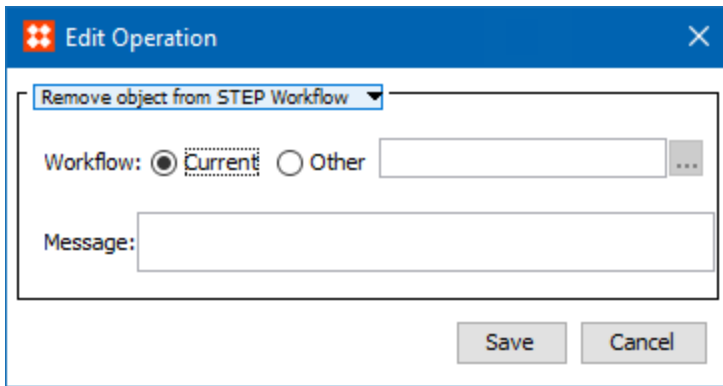 Edit Operation
Remove object from STEP Workflow
Workflow: Current Other ...
Message:
Save Cancel